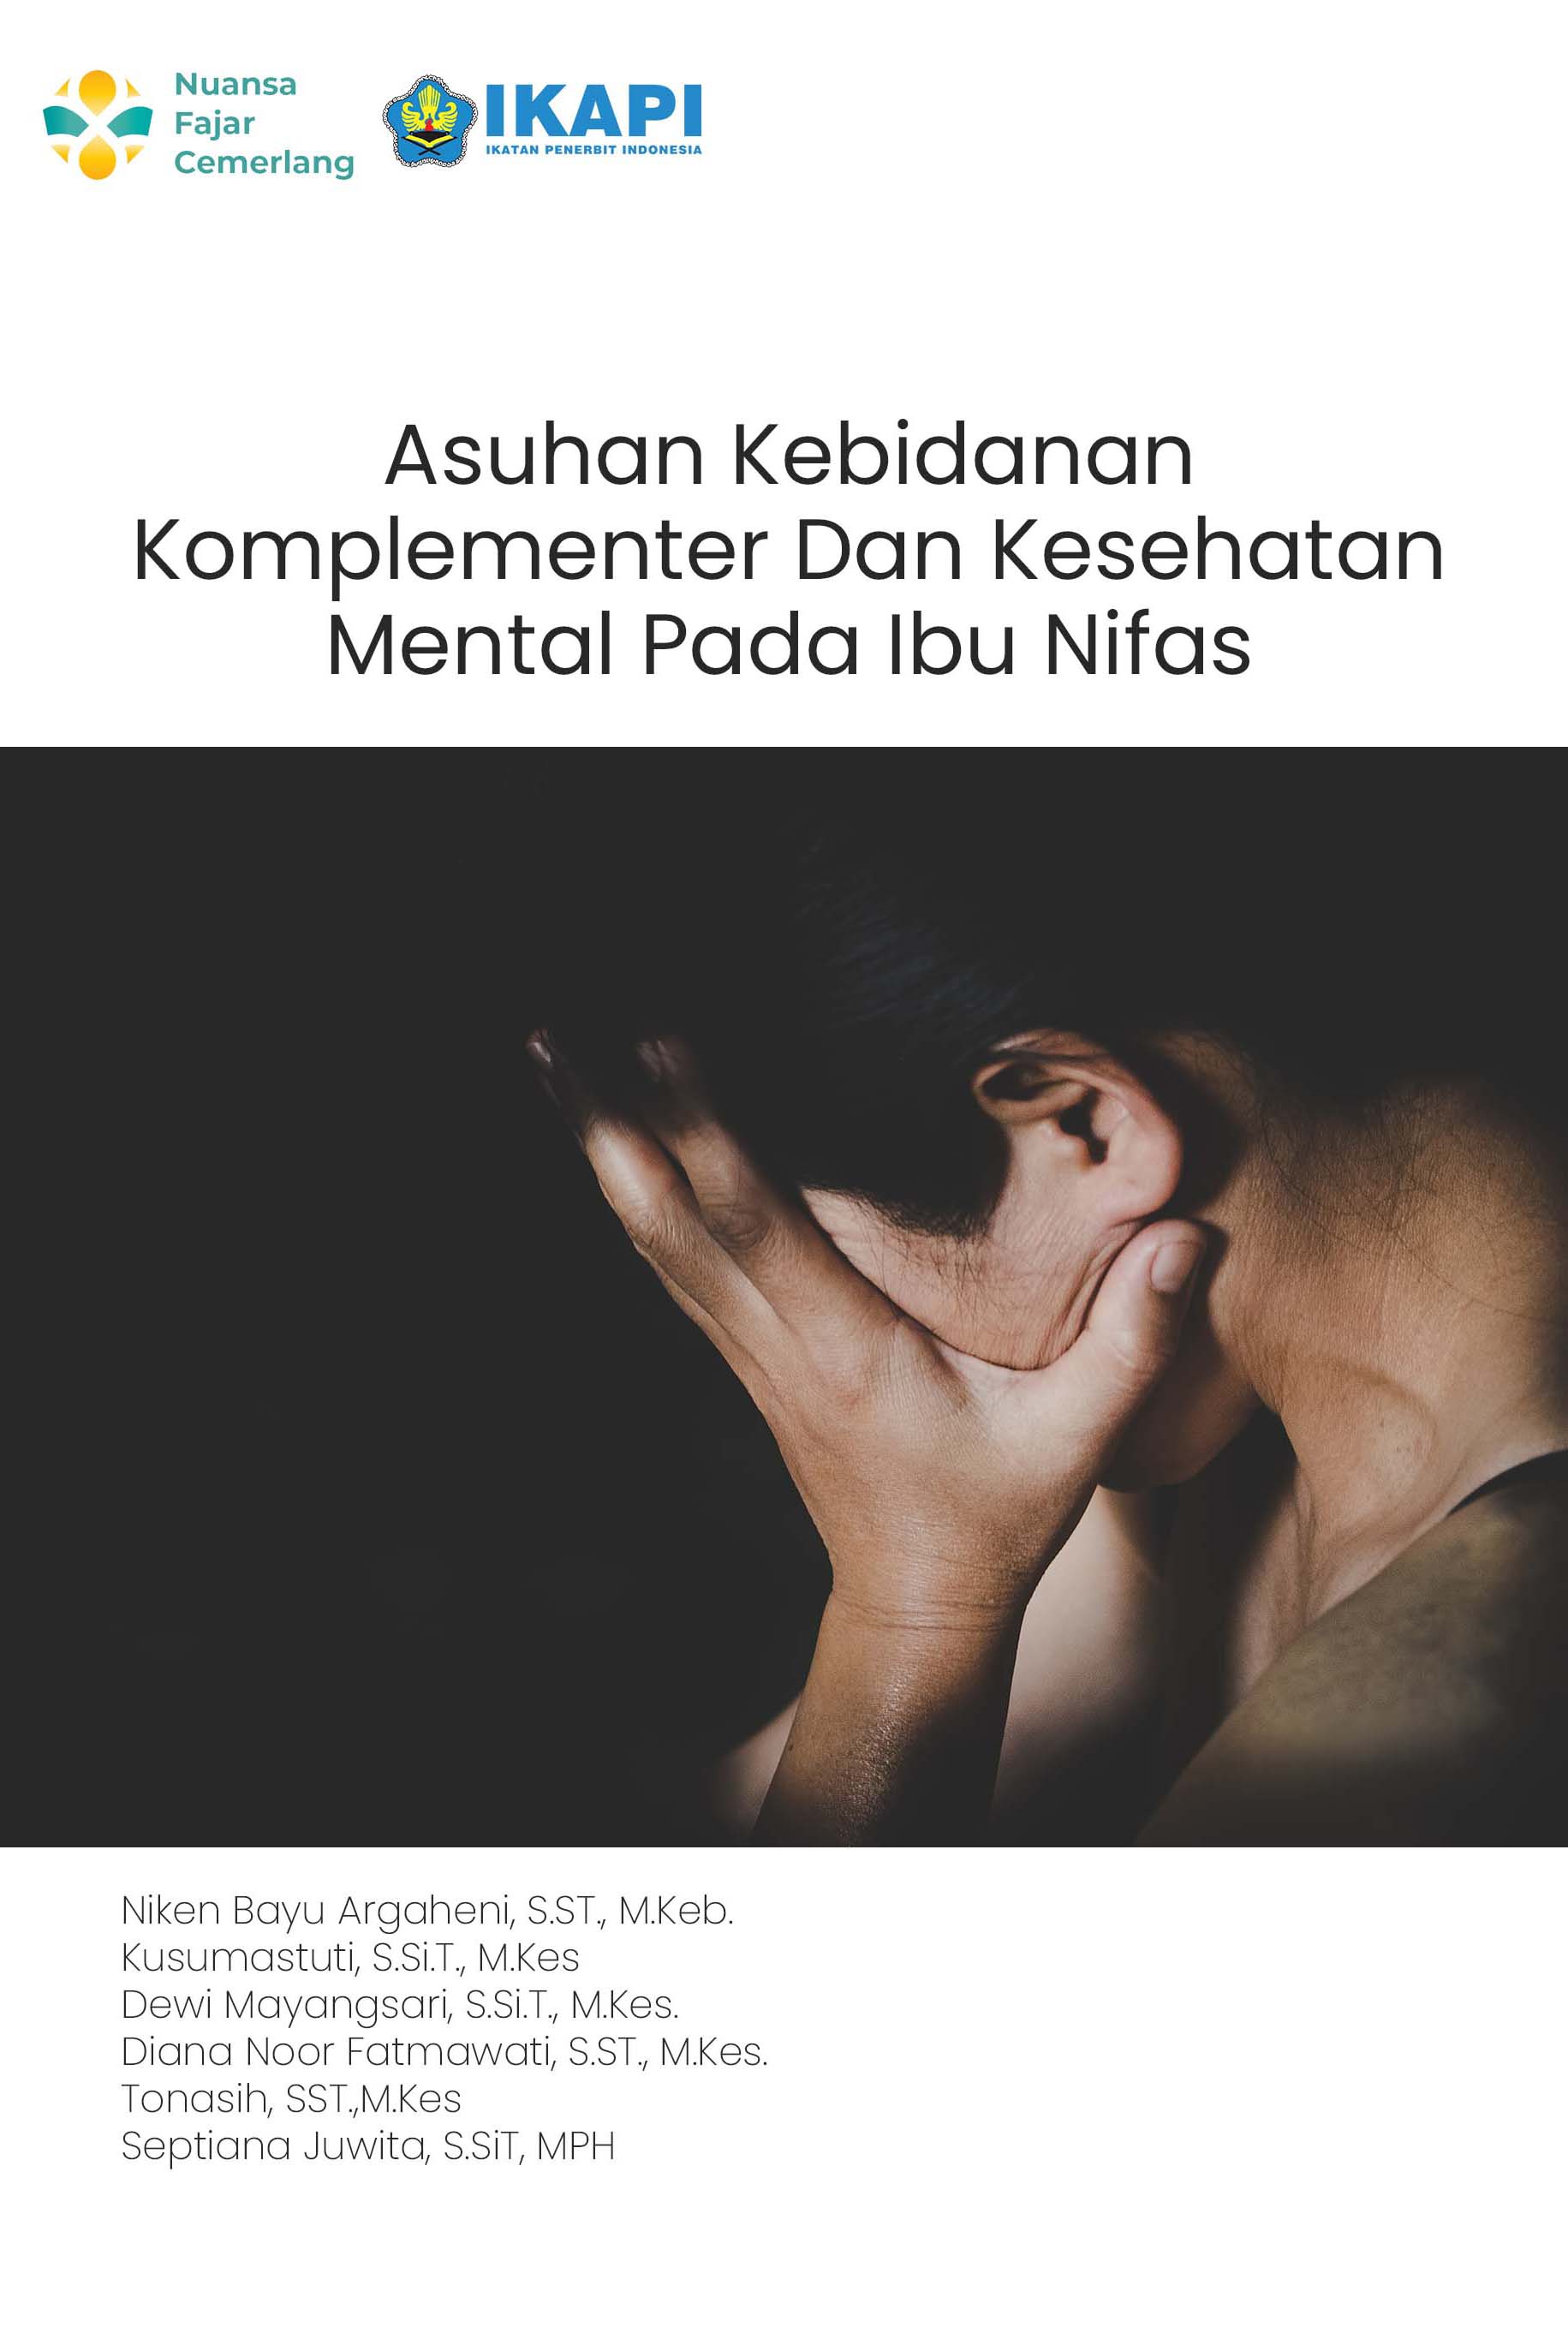 Nuansa
Fajar
Cemerlang
IKAPI
IKATAN PENERBIT INDONESIA
Asuhan Kebidanan
Komplementer Dan Kesehatan
Mental Pada Ibu Nifas
Niken Bayu Argaheni, S.ST., M.Keb.
Kusumastuti, S.Si.T., M.Kes
Dewi Mayangsari, S.Si.T., M.Kes.
Diana Noor Fatmawati, S.ST., M.Kes.
Tonasih, SST.,M.Kes
Septiana Juwita, S.SiT, MPH